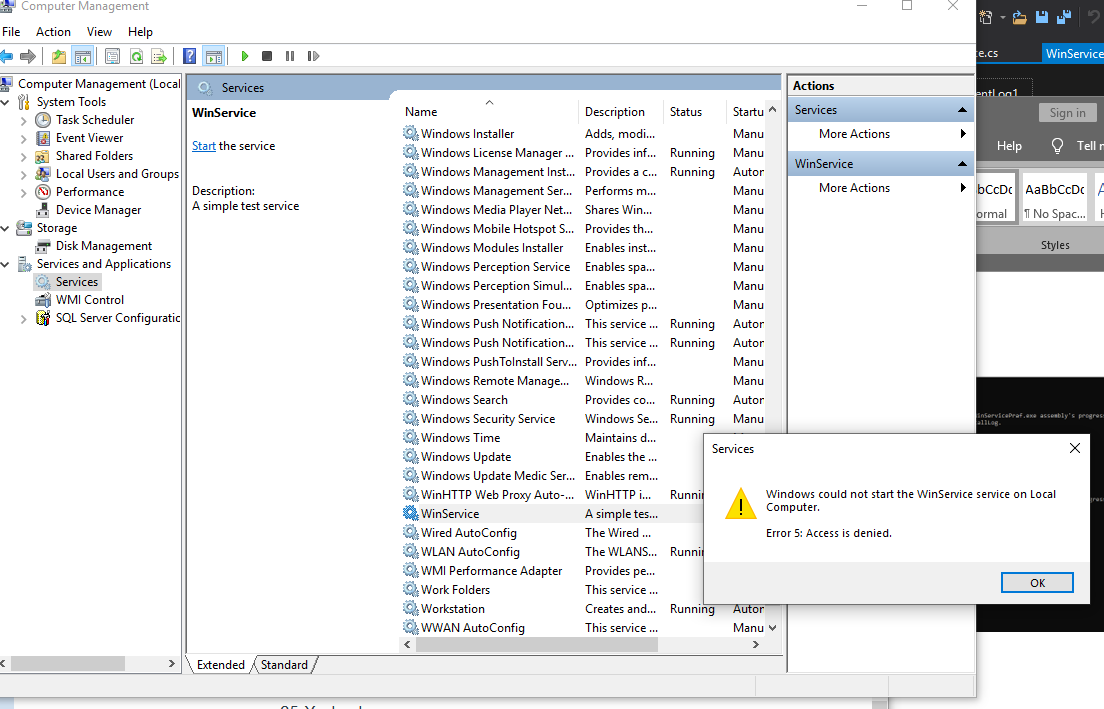 Computer Management
File Action View Help
Computer Management (Local
System Tools
Task Scheduler
Event Viewer
Shared Folders
Local Users and Groups
Performance
Device Manager
Storage
Disk Management
Services and Applications
Services
WMI Control
SQL Server Configuratic
Services
WinService
Start the service
Description:
A simple test service
Name Description Status Startu
Windows Installer Adds, modi... Manu
Windows License Manager ... Provides inf... Running Manu
Windows Management Inst... Provides a c... Running Autor
Windows Management Ser... Performs m... Manu
Windows Media Player Net... Shares Win... Manu
Windows Mobile Hotspot S... Provides th... Manu
Windows Modules Installer Enables inst... Manu
Windows Perception Service Enables spa... Manu
Windows Perception Simul... Enables spa... Manu
Windows Presentation Fou... Optimizes p... Manu
Windows Push Notification... This service ... Running Autor
Windows Push Notification... This service ... Running Autor
Windows PushToInstall Serv... Provides inf... Manu
Windows Remote Manage... Windows R... Manu
Windows Search Provides co... Running Autor
Windows Security Service Windows Se... Running Manu
Windows Time Maintains d...
Windows Update Enables the ...
Windows Update Medic Ser... Enables rem...
WinHTTP Web Proxy Auto-... WinHTTP i... Runnin
WinService A simple tes...
Wired AutoConfig The Wired ...
WLAN AutoConfig The WLANS... Runnin
WMI Performance Adapter Provides pe...
Work Folders This service ...
Workstation Creates and... Running Autor
WWAN AutoConfig This service ... Manu
Extended Standard
Actions
Services
More Actions
WinService
More Actions
Services
Windows could not start the WinService service on Local
Computer.
Error 5: Access is denied.
OK
ce.cs WinService
entLog1
Sign in
Help Tell m
bCcDc AaBbCcDc
ormal ¶ No Spac...
Styles
inServicePraf.exe assembly's progres
tallLog.